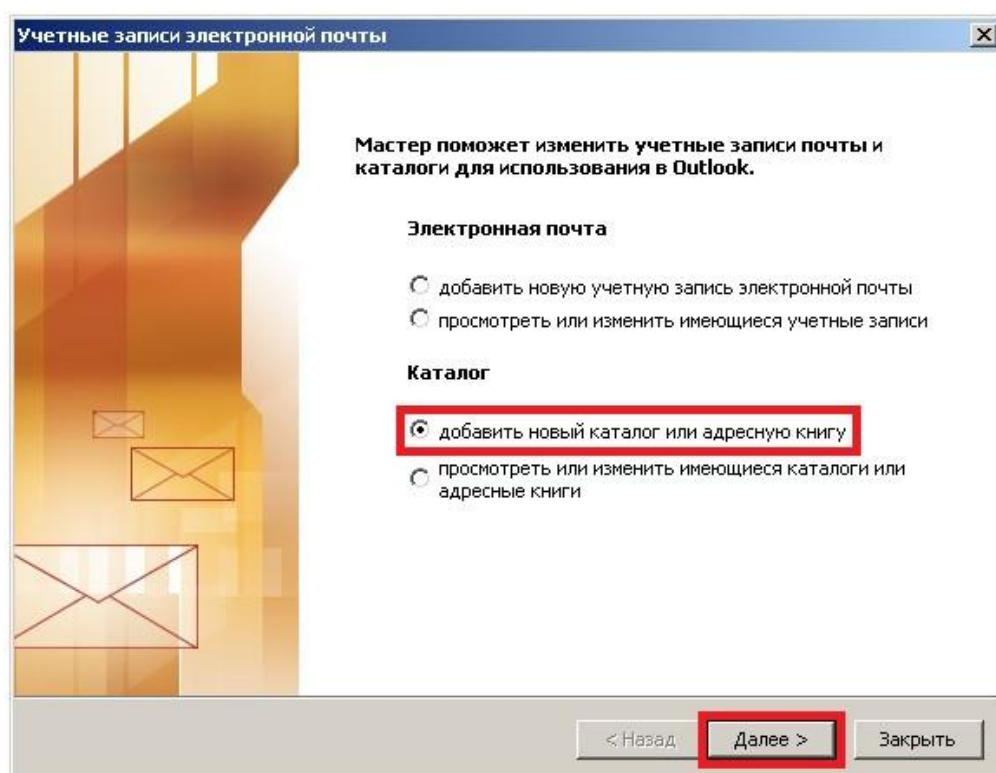 Учетные записи электронной почты
Мастер поможет изменить учетные записи почты и
каталоги для использования в Outlook.
Электронная почта
добавить новую учетную запись электронной почты
просмотреть или изменить имеющиеся учетные записи
Каталог
добавить новый каталог или адресную книгу
просмотреть или изменить имеющиеся каталоги или
адресные книги
< Назад
Далее >
Закрыть